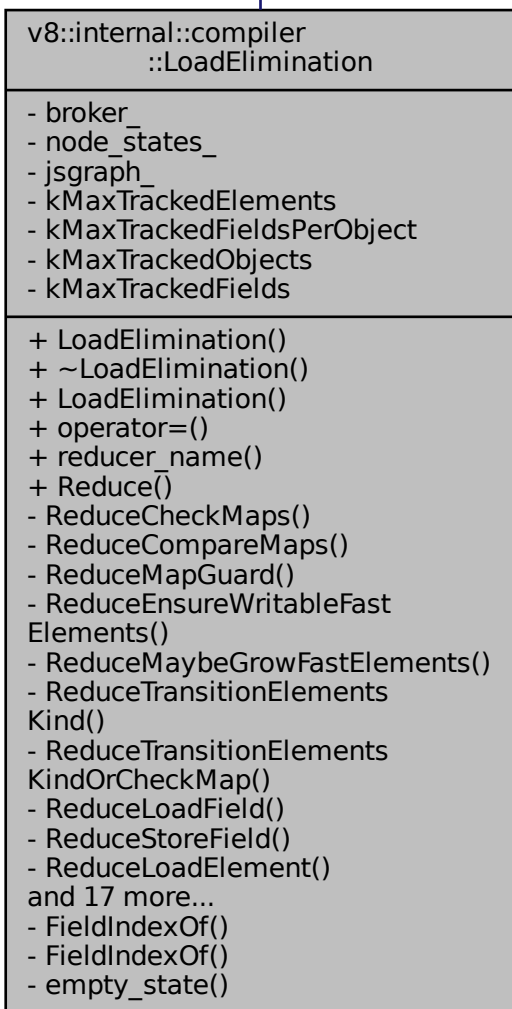 v8::internal::compiler
::LoadElimination
- broker_
- node_states_
- jsgraph_
- kMaxTrackedElements
- kMaxTrackedFieldsPerObject
- kMaxTrackedObjects
- kMaxTrackedFields
+ LoadElimination()
+ ~LoadElimination()
+ LoadElimination()
+ operator=()
+ reducer_name()
+ Reduce()
- ReduceCheckMaps()
- ReduceCompareMaps()
- ReduceMapGuard()
- ReduceEnsureWritableFast
Elements()
- ReduceMaybeGrowFastElements()
- ReduceTransitionElements
Kind()
- ReduceTransitionElements
KindOrCheckMap()
- ReduceLoadField()
- ReduceStoreField()
- ReduceLoadElement()
and 17 more...
- FieldIndexOf()
- FieldIndexOf()
- empty_state()